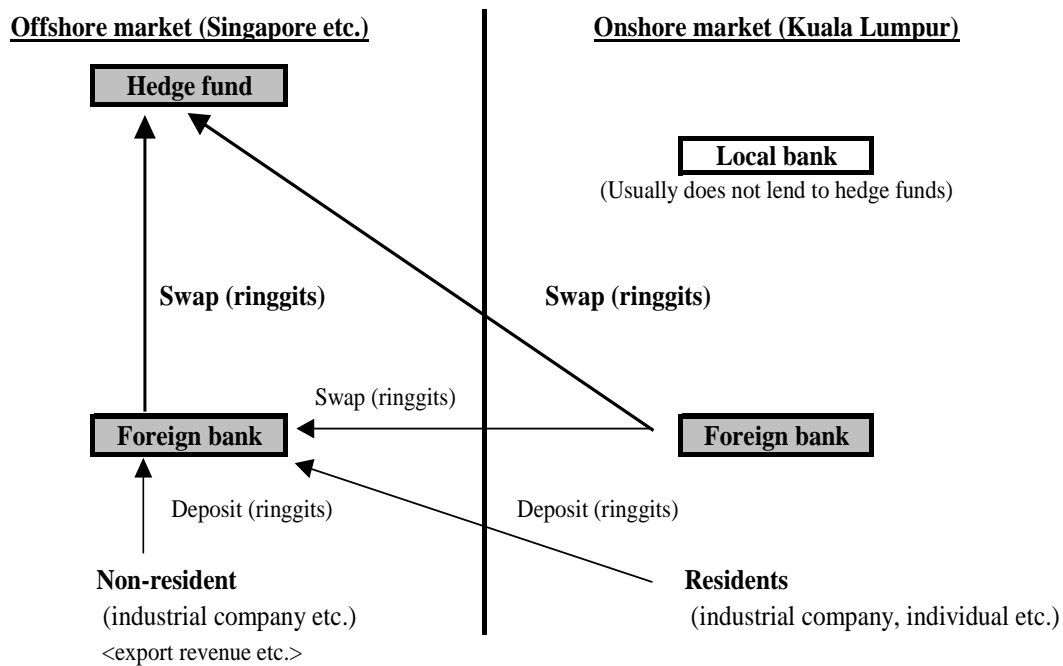 Offshore market (Singapore etc.)
Onshore market (Kuala Lumpur)
Hedge fund
Local bank
(Usually does not lend to hedge funds)
Swap (ringgits)
Swap (ringgits)
Swap (ringgits)
Foreign bank
Foreign bank
Deposit (ringgits)
Deposit (ringgits)
Non-resident
Residents
(industrial company etc.)
(industrial company, individual etc.)
<export revenue etc.>